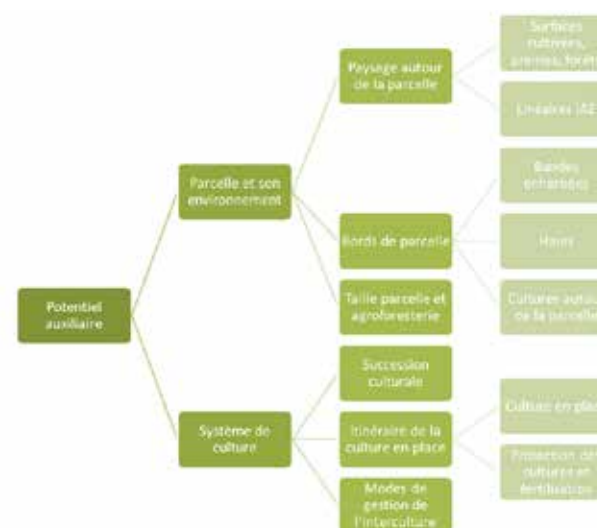 Surfaces
cultivées,
prairies, forêts
Paysage autour
de la parcelle
Linéaires IAE
Parcelle et son
environnement
Bandes
enherbées
Bords de parcelle
Haies
Taille parcelle et
agroforesterie
Cultures autour
de la parcelle
Potentiel
auxiliaire
Succession
culturale
Système de
culture
Itinéraire de la
culture en place
Culture en place
Protection des
cultures et
fertilisation
Modes de
gestion de
l'interculture